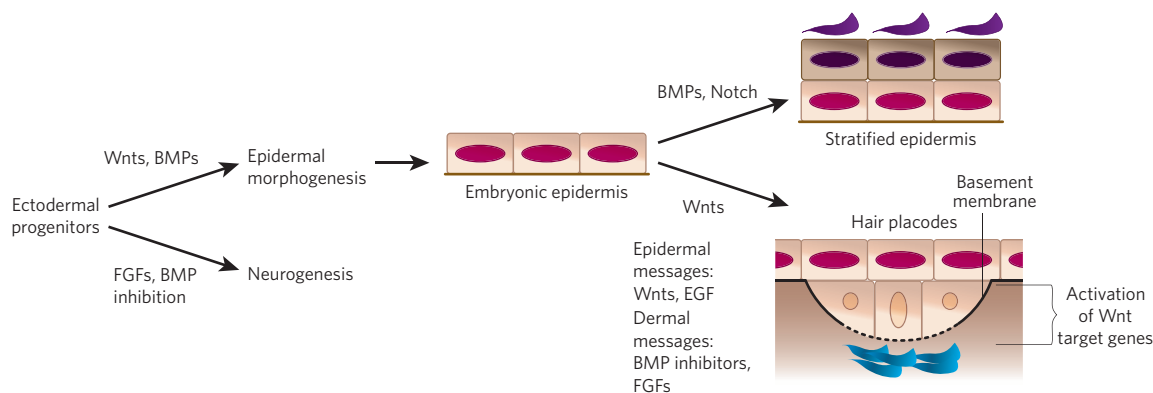 Ectodermal
progenitors
Wnts, BMPs
FGFs, BMP
inhibition
Epidermal
morphogenesis
Neurogenesis
Embryonic epidermis
BMPs, Notch
Wnts
Stratified epidermis
Basement
membrane
Hair placodes
Epidermal
messages:
Wnts, EGF
Dermal
messages:
BMP inhibitors,
FGFs
Activation
of Wnt
target genes